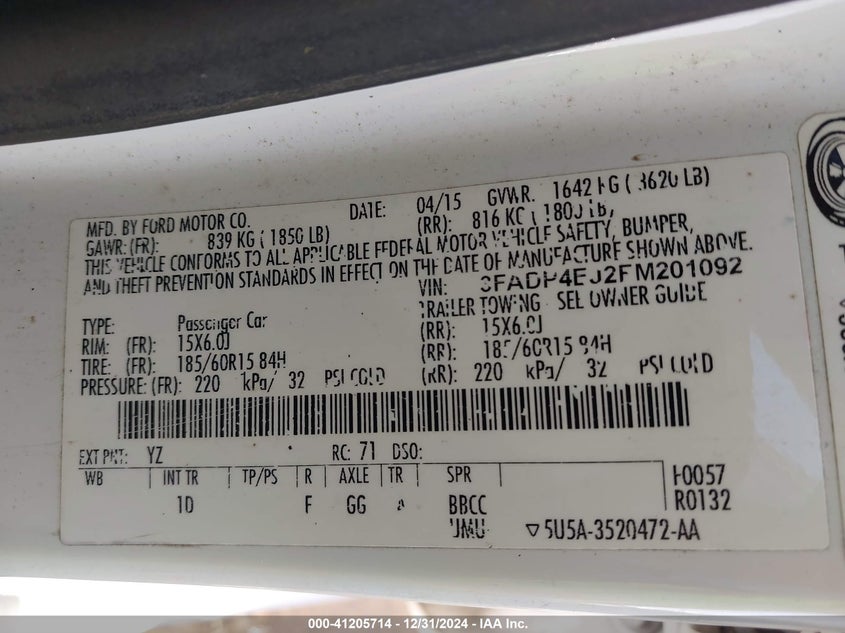 MFD. BY FORD MOTOR CO. DATE: 04/15 GVWR: 1642 KG ( 3620 LB)
GAWR: (FR): 839 KG ( 1850 LB) (RR): 816 KG ( 1800 LB)
THIS VEHICLE CONFORMS TO ALL APPLICABLE FEDERAL MOTOR VEHICLE SAFETY, BUMPER,
AND THEFT PREVENTION STANDARDS IN EFFECT ON THE DATE OF MANUFACTURE SHOWN ABOVE.
VIN: 3FADP4EJ2FM201092
TYPE: Passenger Car TRAILER TOWING - SEE OWNER GUIDE
RIM: (FR): 15X6.0J (RR): 15X6.0J
TIRE: (FR): 185/60R15 84H (RR): 185/60R15 84H
PRESSURE: (FR): 220 kPa/ 32 PSI COLD (RR): 220 kPa/ 32 PSI COLD
EXT PNT: YZ RC: 71 DSO:
WB INT TR TP/PS R AXLE TR SPR F0057
1D F GG BBCC R0132
UMU ▽5U5A-3520472-AA
000-41205714 - 12/31/2024 - IAA, Inc.